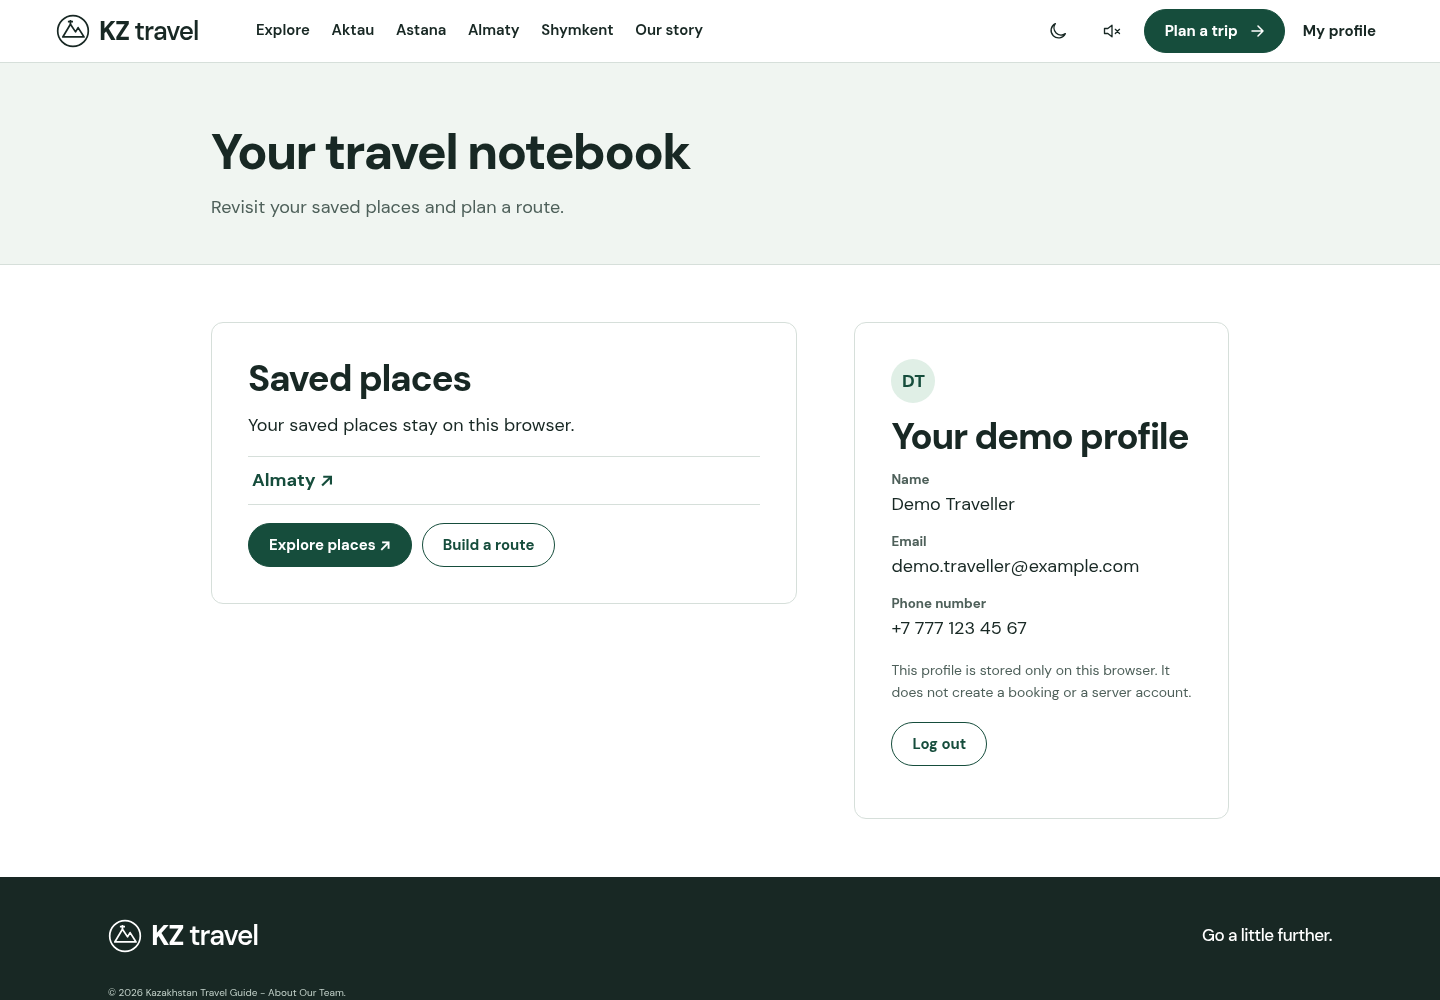 KZ travel
Explore
Aktau
Astana
Almaty
Shymkent
Our story
Plan a trip →
My profile
Your travel notebook
Revisit your saved places and plan a route.
Saved places
Your saved places stay on this browser.
Almaty ↗
Explore places ↗
Build a route
DT
Your demo profile
Name
Demo Traveller
Email
demo.traveller@example.com
Phone number
+7 777 123 45 67
This profile is stored only on this browser. It
does not create a booking or a server account.
Log out
KZ travel
Go a little further.
© 2026 Kazakhstan Travel Guide – About Our Team.